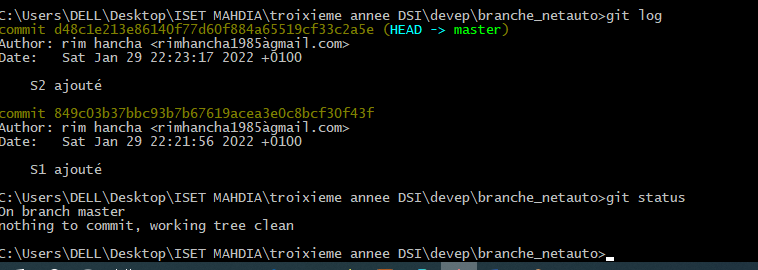 C:\Users\DELL\Desktop\ISET MAHDIA\troixieme annee DSI\devep\branche_netauto>git log
commit d48c1e213e86140f77d60f884a65519cf33c2a5e (HEAD -> master)
Author: rim hancha <rimhancha1985àgmail.com>
Date:   Sat Jan 29 22:23:17 2022 +0100
S2 ajouté
commit 849c03b37bbc93b7b67619acea3e0c8bcf30f43f
Author: rim hancha <rimhancha1985àgmail.com>
Date:   Sat Jan 29 22:21:56 2022 +0100
S1 ajouté
C:\Users\DELL\Desktop\ISET MAHDIA\troixieme annee DSI\devep\branche_netauto>git status
On branch master
nothing to commit, working tree clean
C:\Users\DELL\Desktop\ISET MAHDIA\troixieme annee DSI\devep\branche_netauto>